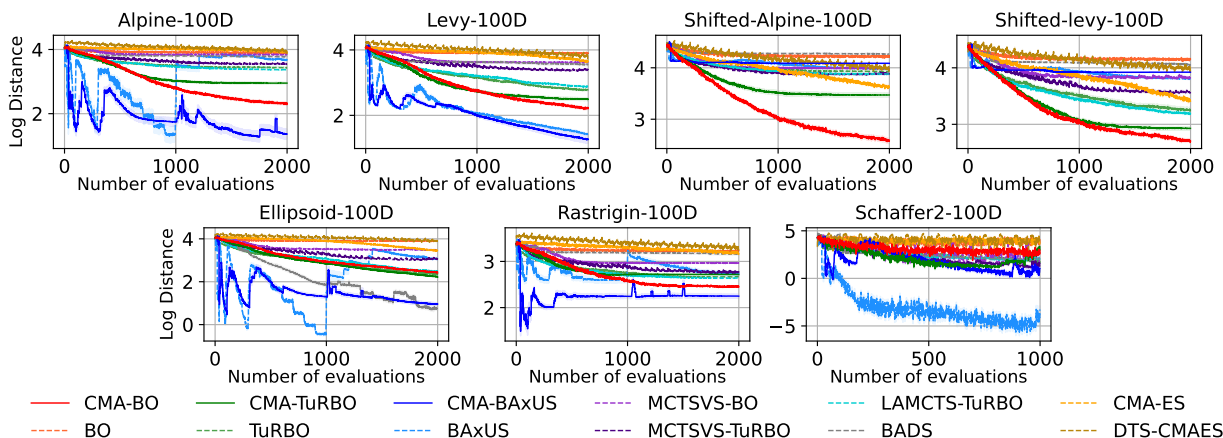 Alpine-100D Levy-100D Shifted-Alpine-100D Shifted-levy-100D
Log Distance
4
2
0 1000 2000
Number of evaluations
4
2
0 1000 2000
Number of evaluations
4
3
0 1000 2000
Number of evaluations
4
3
0 1000 2000
Number of evaluations
Ellipsoid-100D Rastrigin-100D Schaffer2-100D
Log Distance
4
2
0
0 1000 2000
Number of evaluations
3
2
0 1000 2000
Number of evaluations
5
0
−5
0 500 1000
Number of evaluations
CMA-BO CMA-TuRBO CMA-BAxUS MCTSVS-BO LAMCTS-TuRBO CMA-ES
BO TuRBO BAxUS MCTSVS-TuRBO BADS DTS-CMAES